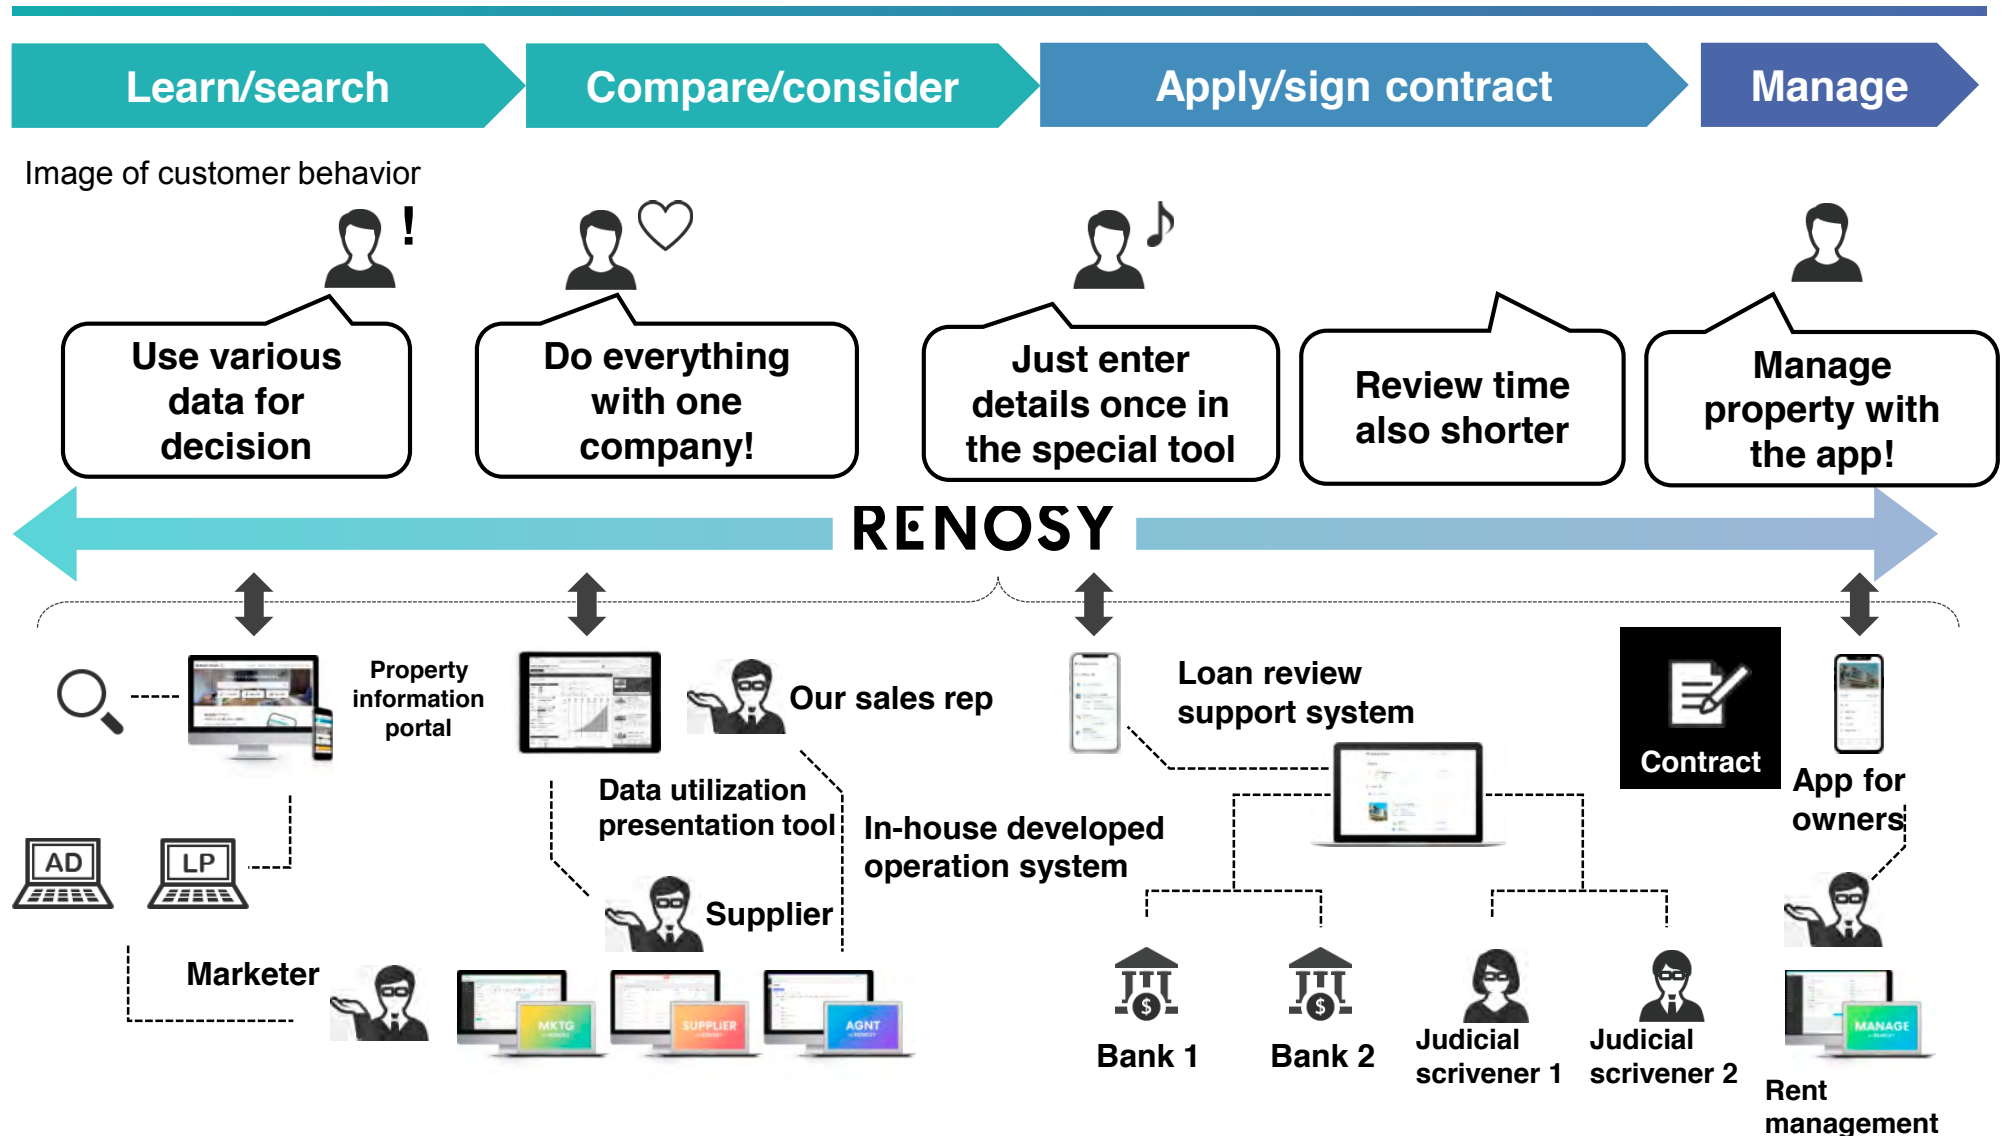 Learn/search
Compare/consider
Apply/sign contract
Manage
Image of customer behavior
!
Use various
data for
decision
Do everything
with one
company!
Just enter
details once in
the special tool
Review time
also shorter
Manage
property with
the app!
RENOSY
Property
information
portal
Our sales rep
Loan review
support system
Contract
App for
owners
Data utilization
presentation tool
In-house developed
operation system
AD
LP
Supplier
Marketer
MKTG
SUPPLIER
AGNT
Bank 1
Bank 2
Judicial
scrivener 1
Judicial
scrivener 2
MANAGE
Rent
management